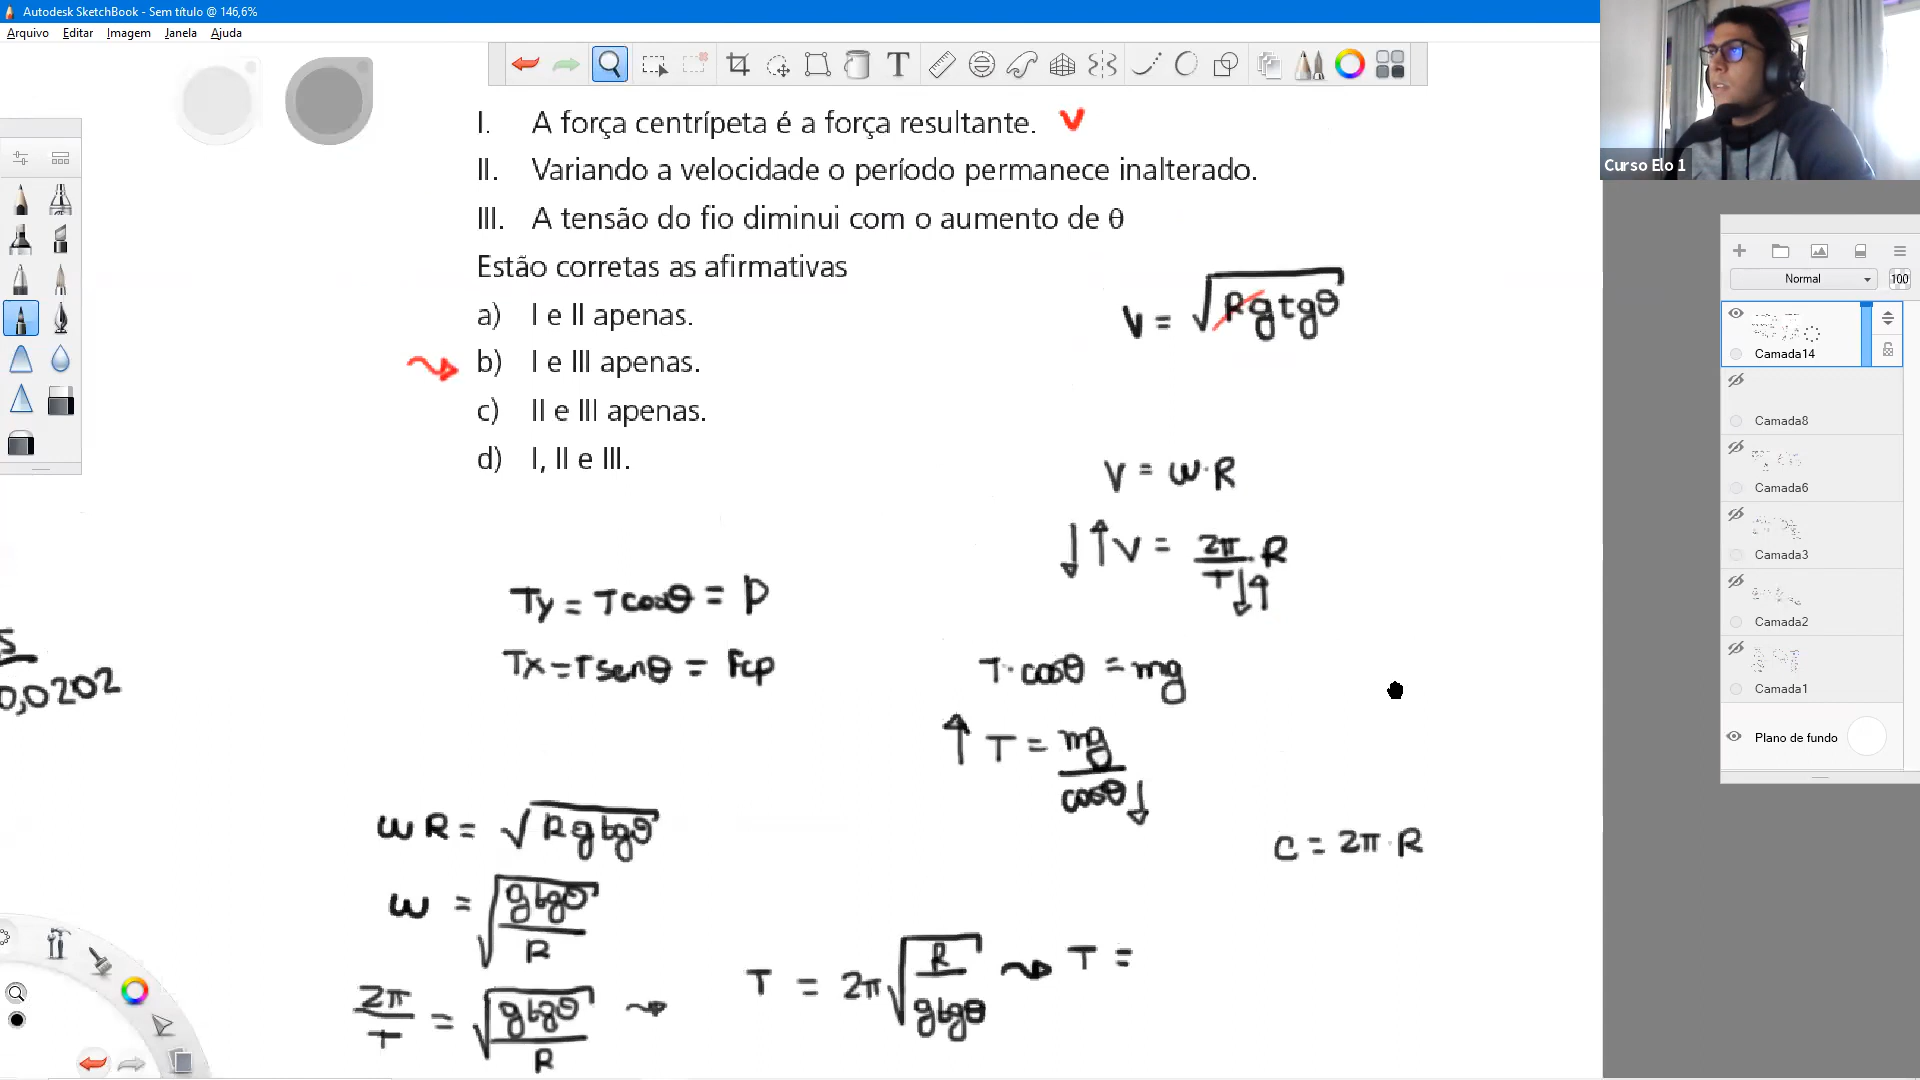 Autodesk SketchBook - Sem título @ 146,6%
Arquivo Editar Imagem Janela Ajuda
I. A força centrípeta é a força resultante. V
II. Variando a velocidade o período permanece inalterado.
III. A tensão do fio diminui com o aumento de θ
Estão corretas as afirmativas
a) I e II apenas.
b) I e III apenas.
c) II e III apenas.
d) I, II e III.
V = √Rgtgθ
V = ω·R
↓↑V = 2π/T↓↑·R
Ty = Tcosθ = P
Tx = Tsenθ = Fcp
T·cosθ = mg
↑T = mg/cosθ↓
0,0202
ωR = √Rgtgθ
ω = √gtgθ/R
2π/T = √gtgθ/R
T = 2π√R/gtgθ → T =
C = 2π·R
Curso Elo 1
Normal 100
Camada14
Camada8
Camada6
Camada3
Camada2
Camada1
Plano de fundo